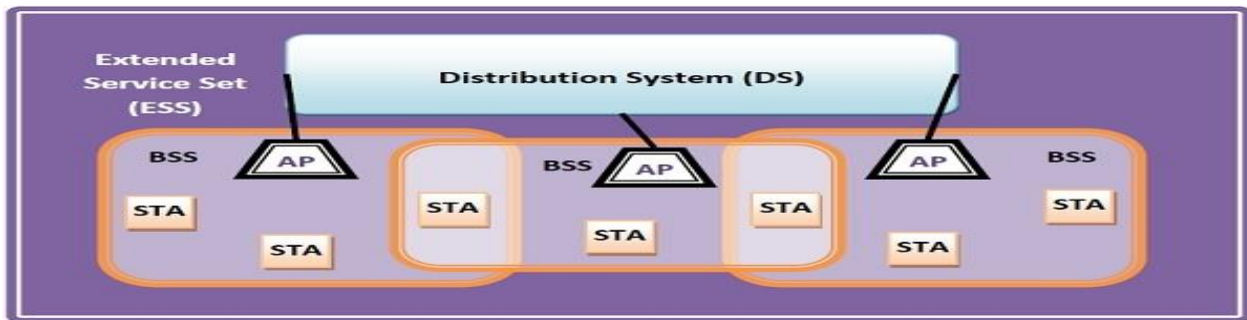 Extended
Service Set
(ESS)
Distribution System (DS)
BSS
AP
BSS
AP
AP
BSS
STA
STA
STA
STA
STA
STA
STA